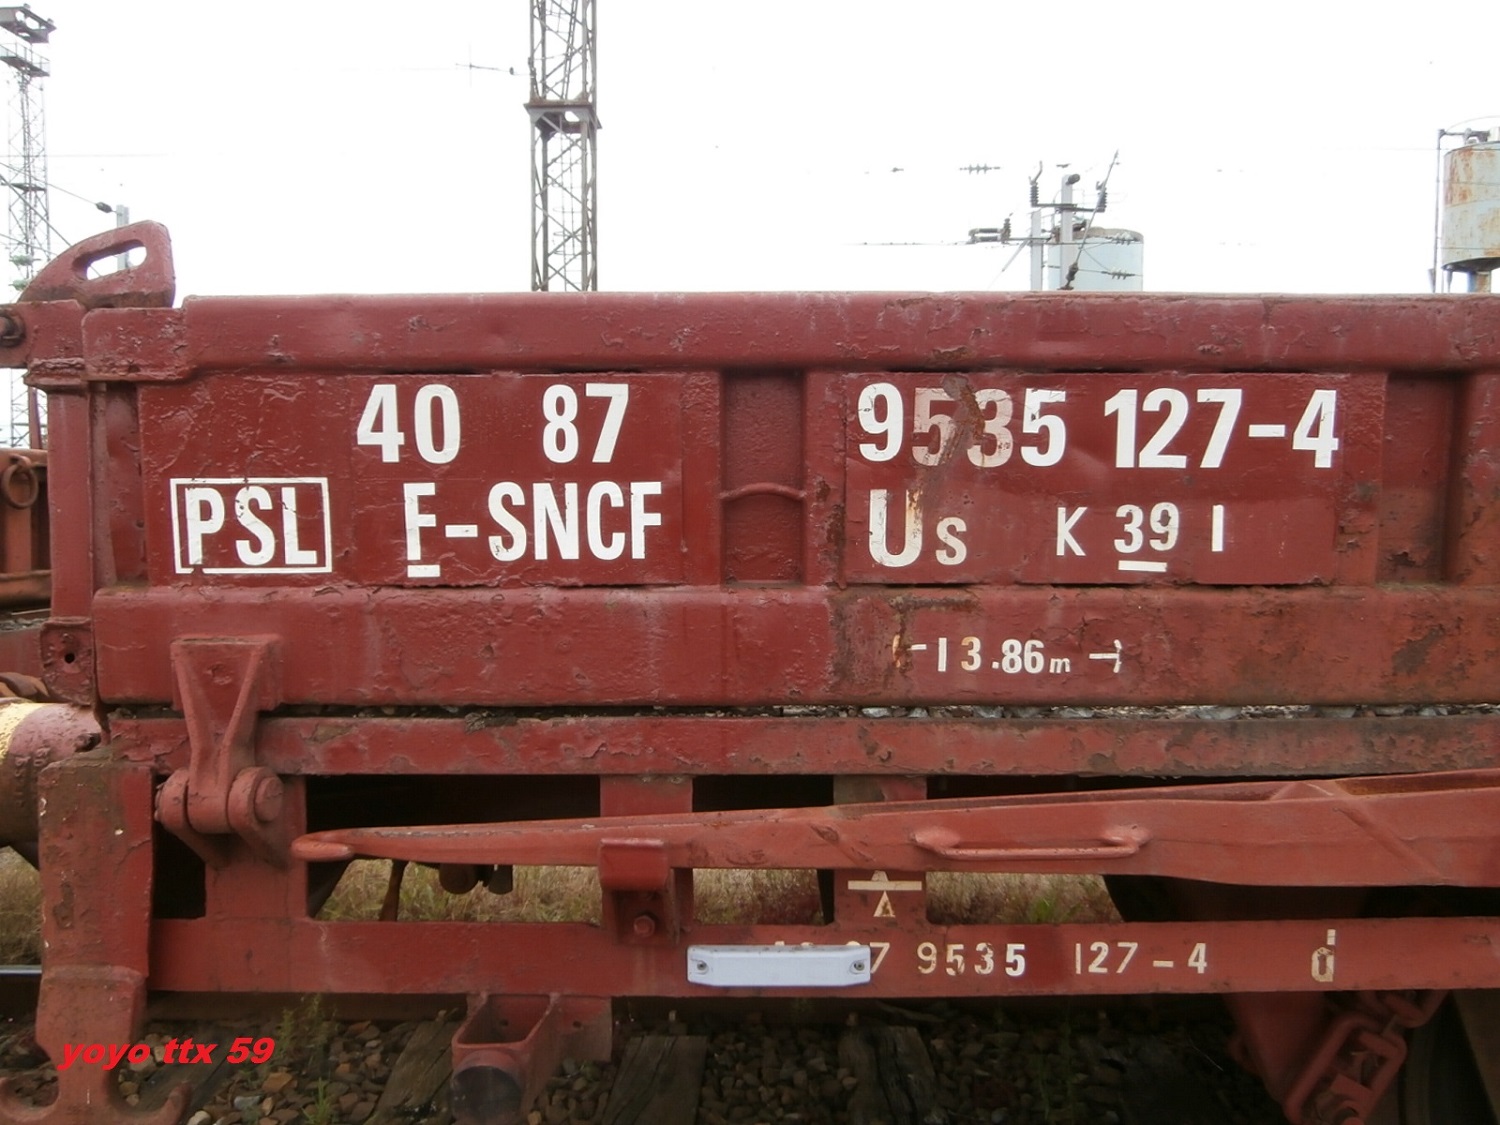 40 87 9535 127-4
PSL F-SNCF Us K 39 I
13.86m
7 9535 127-4 d
yoyo ttx 59